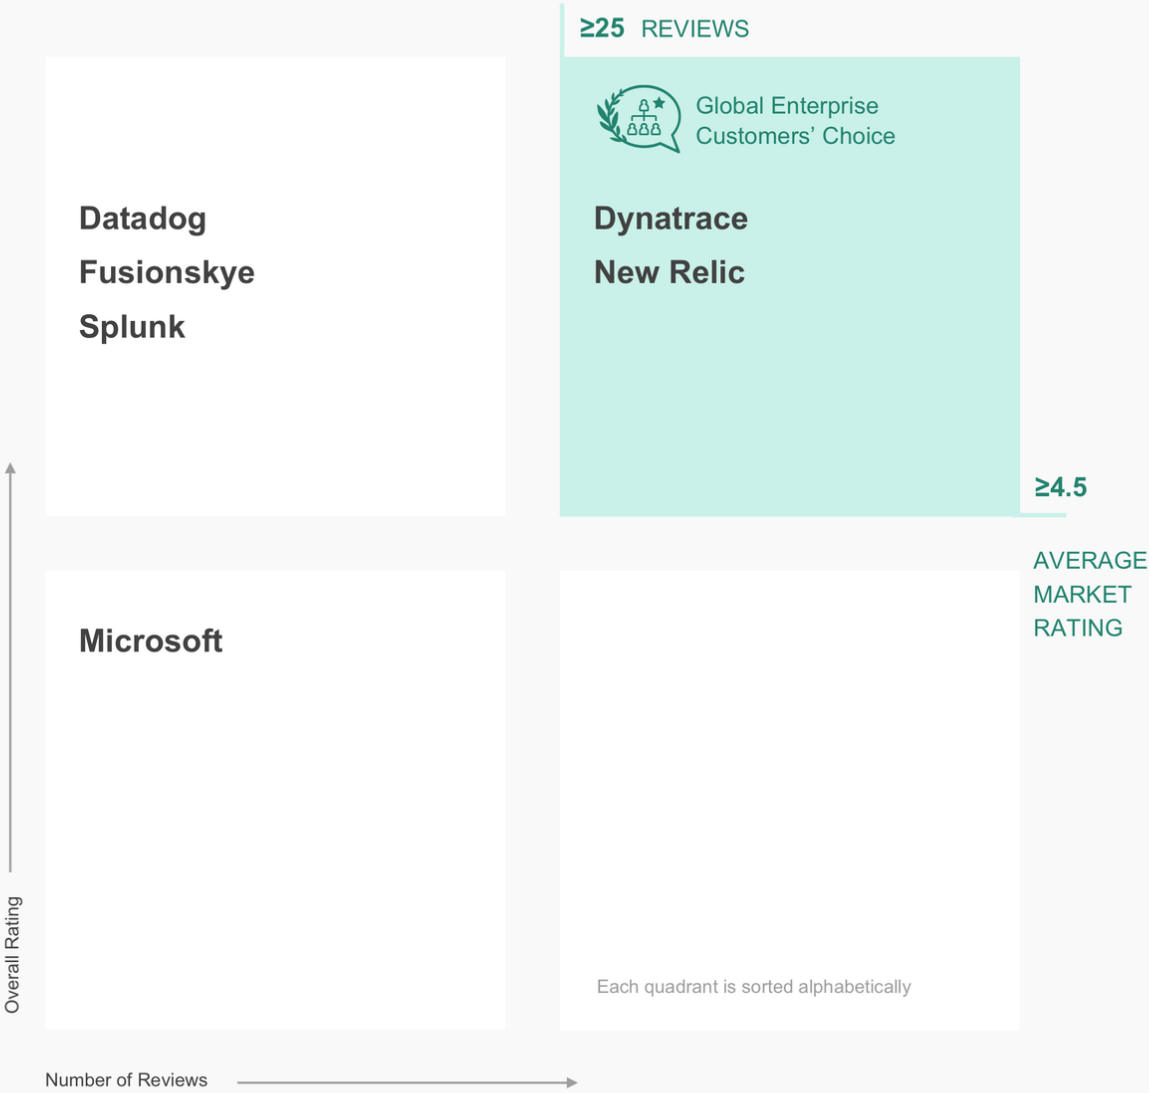 ≥25 REVIEWS
Global Enterprise
Customers’ Choice
Datadog
Fusionskye
Splunk
Dynatrace
New Relic
≥4.5
AVERAGE
MARKET
RATING
Microsoft
Each quadrant is sorted alphabetically
Overall Rating
Number of Reviews